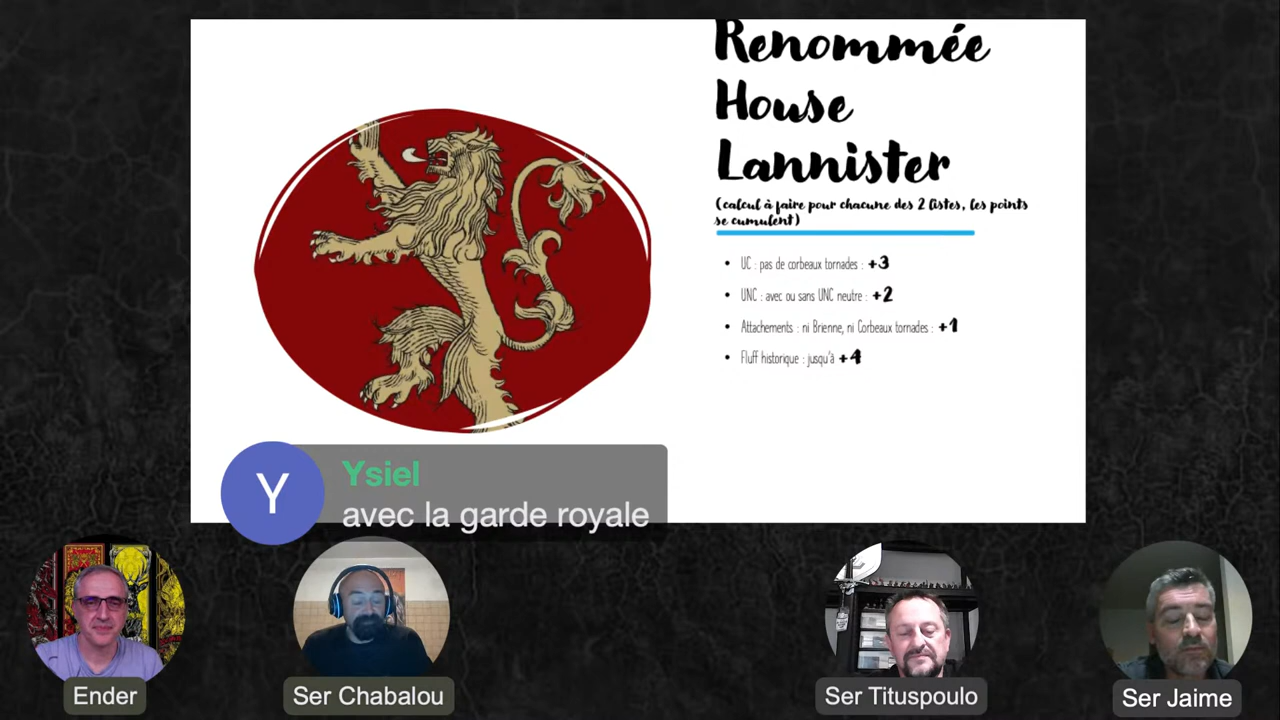 Renommée
House
Lannister
(calcul à faire pour chacune des 2 listes, les points
se cumulent)
• UC : pas de corbeaux tornades : +3
• UNC : avec ou sans UNC neutre : +2
• Attachements : ni Brienne, ni Corbeaux tornades : +1
• Fluff historique : jusqu'à +4
Y
Ysiel
avec la garde royale
Ender
Ser Chabalou
Ser Tituspoulo
Ser Jaime